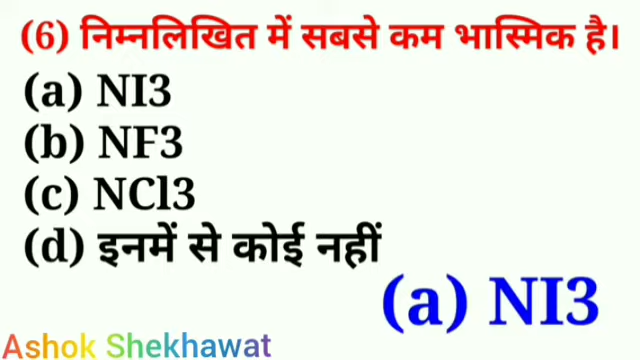 (6) निम्नलिखित में सबसे कम भास्मिक है।
(a) NI3
(b) NF3
(c) NCl3
(d) इनमें से कोई नहीं
(a) NI3
Ashok Shekhawat